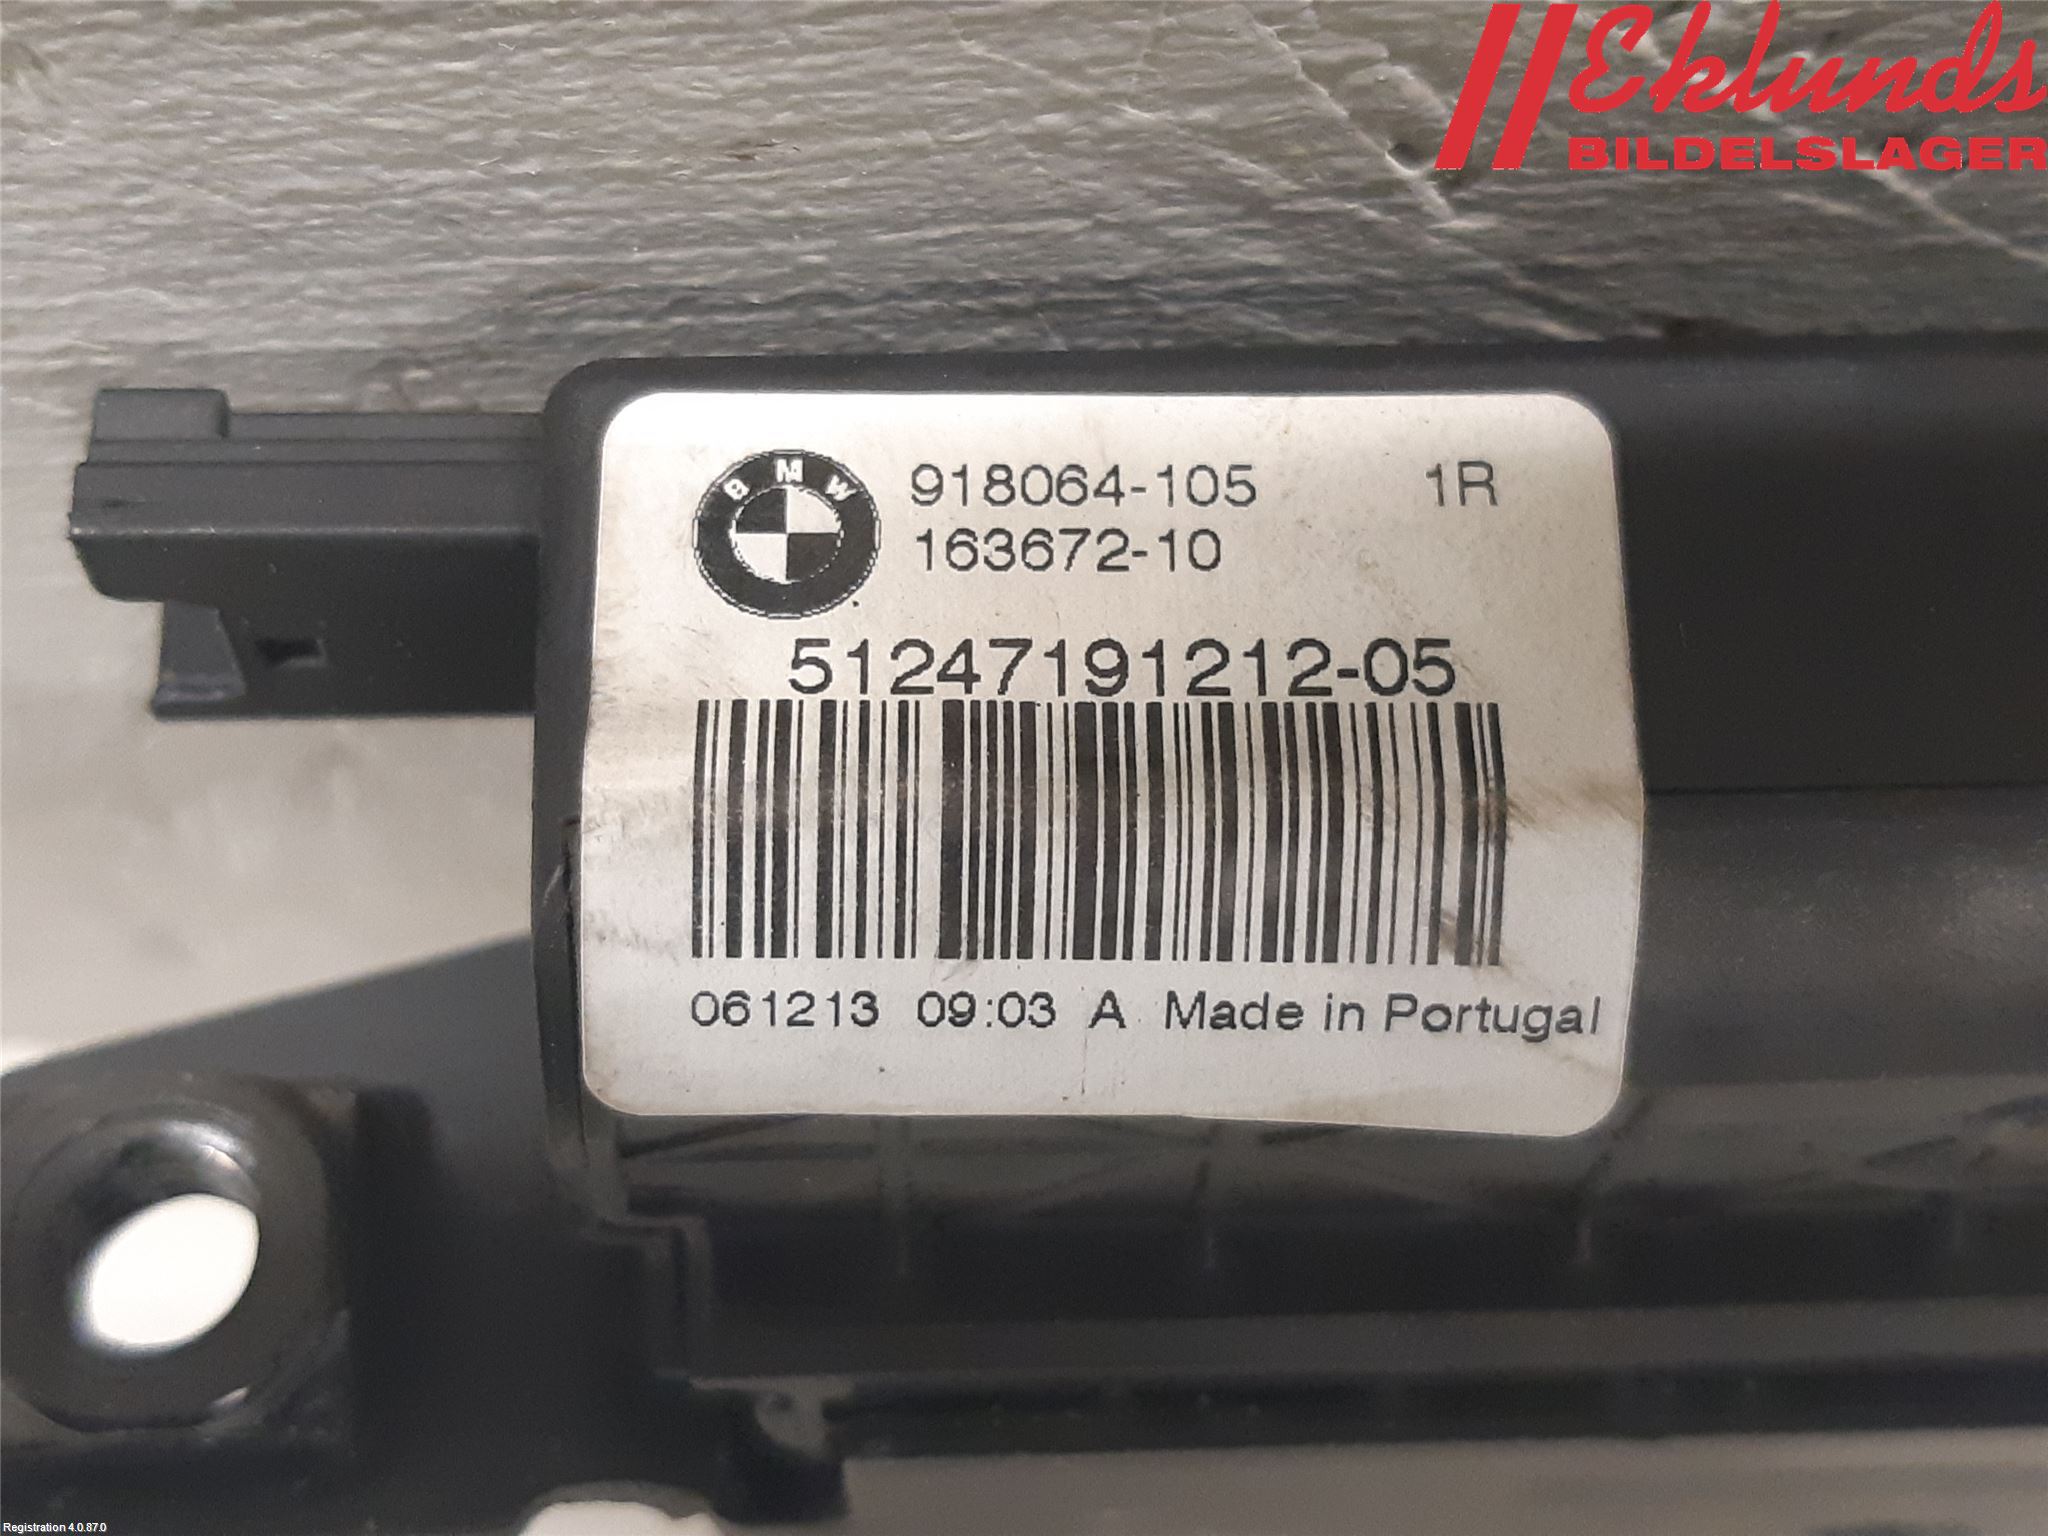 Eklunds
BILDELSLAGER
BMW
918064-105 1R
163672-10
51247191212-05
061213 09:03 A Made in Portugal
Registration 4.0.87.0